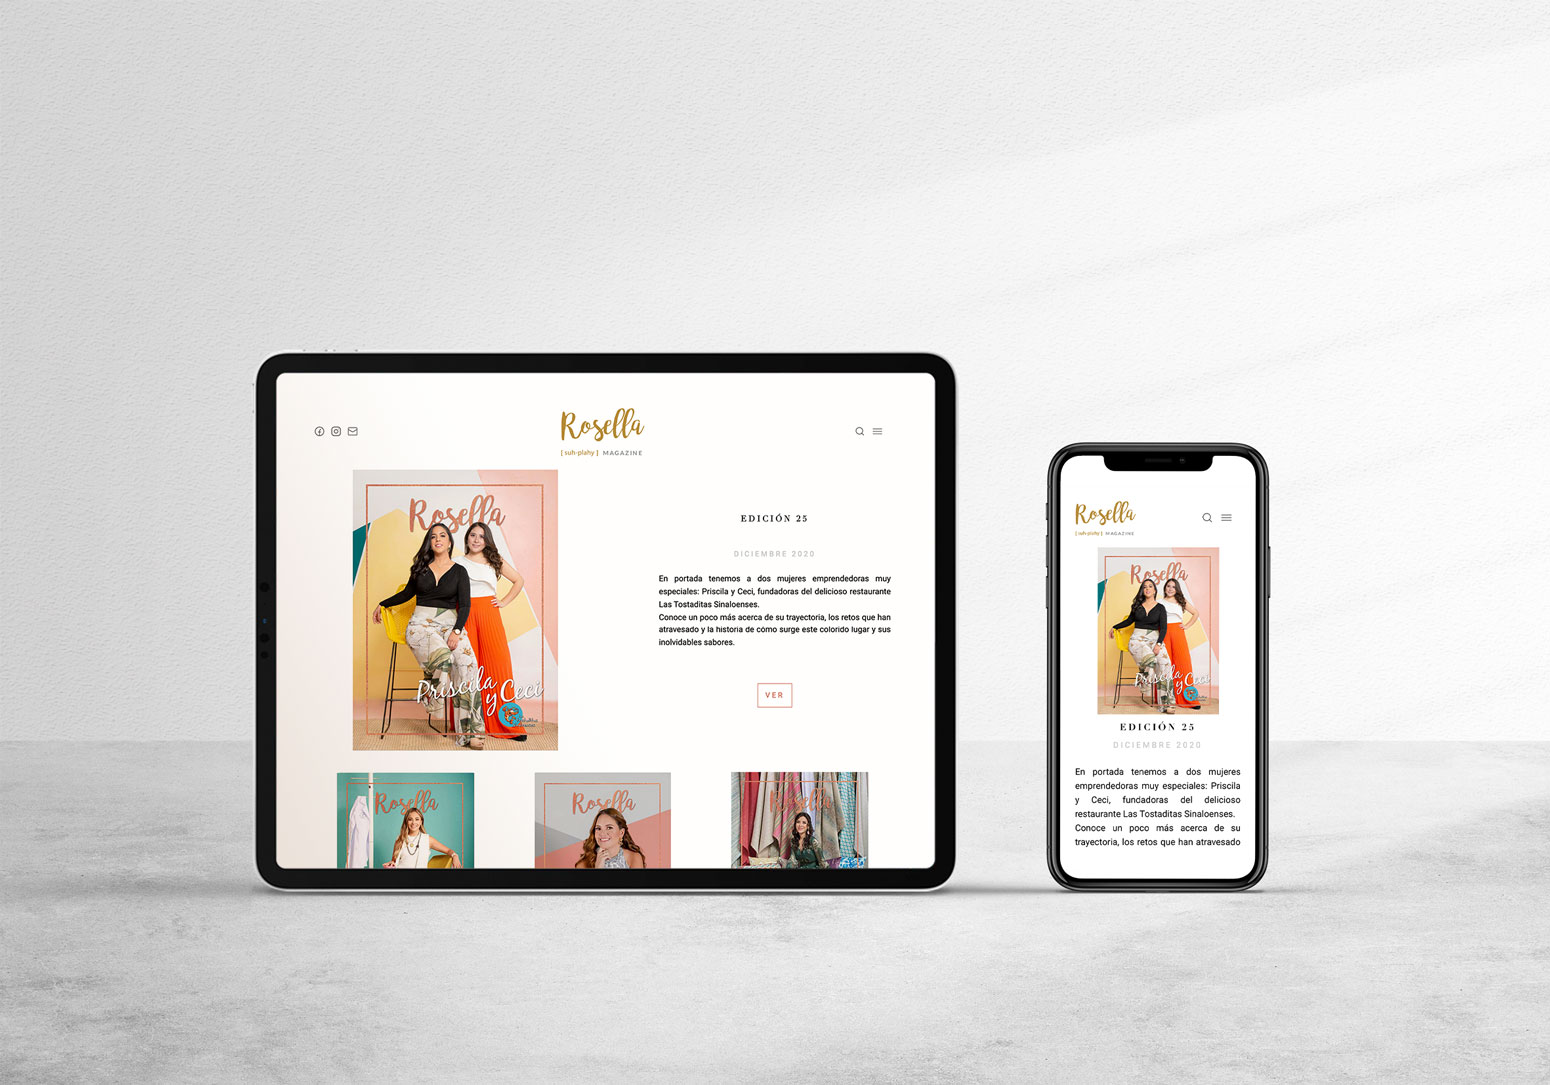 Rosella
[ suh·plahy ] MAGAZINE
Rosella
Priscila
y Ceci
EDICIÓN 25
DICIEMBRE 2020
En portada tenemos a dos mujeres emprendedoras muy
especiales: Priscila y Ceci, fundadoras del delicioso restaurante
Las Tostaditas Sinaloenses.
Conoce un poco más acerca de su trayectoria, los retos que han
atravesado y la historia de como surge este colorido lugar y sus
inolvidables sabores.
VER
Rosella
Rosella
Rosella
Rosella
[ suh·plahy ] MAGAZINE
Rosella
Priscila
y Ceci
EDICIÓN 25
DICIEMBRE 2020
En portada tenemos a dos mujeres
emprendedoras muy especiales: Priscila
y Ceci, fundadoras del delicioso
restaurante Las Tostaditas Sinaloenses.
Conoce un poco más acerca de su
trayectoria, los retos que han atravesado